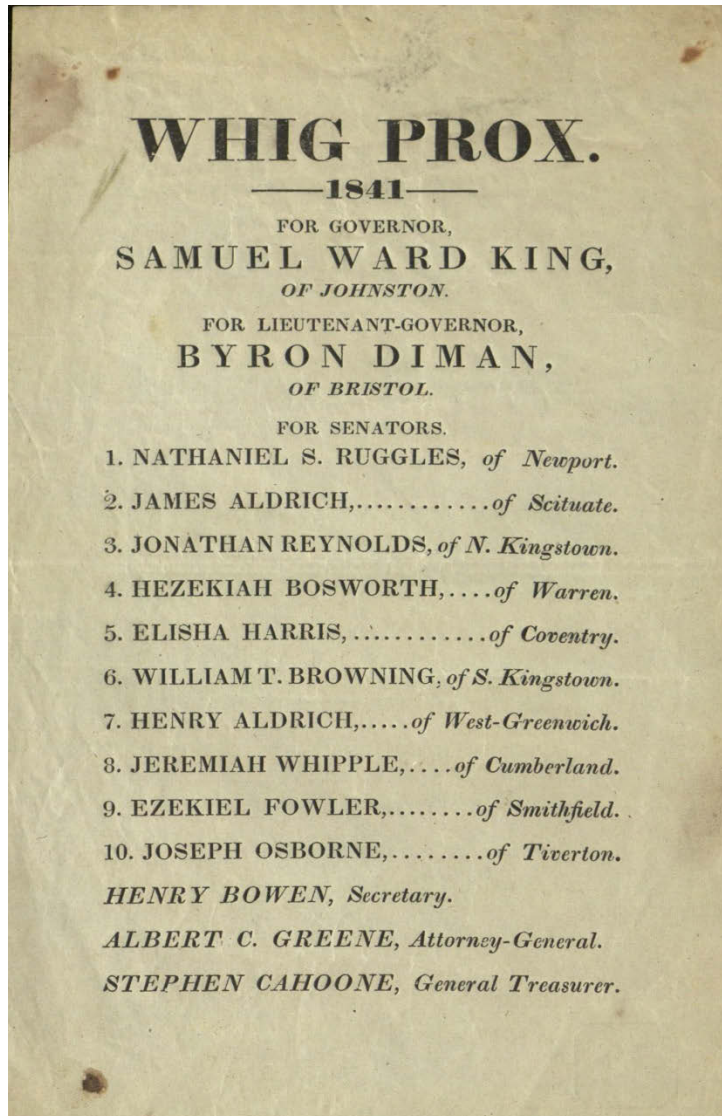 WHIG PROX.
——1841——
FOR GOVERNOR,
SAMUEL WARD KING,
OF JOHNSTON.
FOR LIEUTENANT-GOVERNOR,
BYRON DIMAN,
OF BRISTOL.
FOR SENATORS.
1. NATHANIEL S. RUGGLES, of Newport.
2. JAMES ALDRICH,............of Scituate.
3. JONATHAN REYNOLDS, of N. Kingstown.
4. HEZEKIAH BOSWORTH,....of Warren.
5. ELISHA HARRIS,............of Coventry.
6. WILLIAM T. BROWNING, of S. Kingstown.
7. HENRY ALDRICH,.....of West-Greenwich.
8. JEREMIAH WHIPPLE,....of Cumberland.
9. EZEKIEL FOWLER,........of Smithfield.
10. JOSEPH OSBORNE,........of Tiverton.
HENRY BOWEN, Secretary.
ALBERT C. GREENE, Attorney-General.
STEPHEN CAHOONE, General Treasurer.